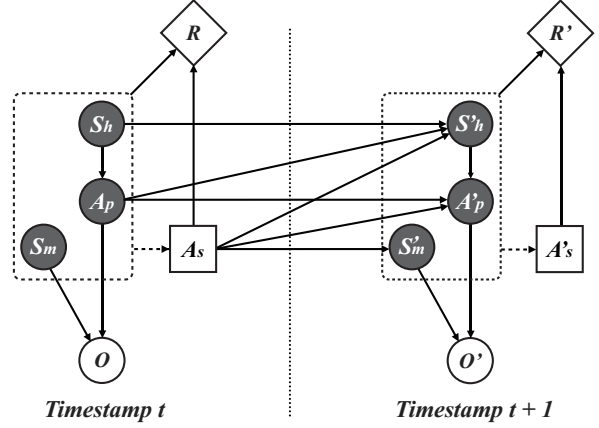 R
R'
Sh
S'h
Ap
A'p
Sm
As
S'm
A's
O
O'
Timestamp t
Timestamp t + 1